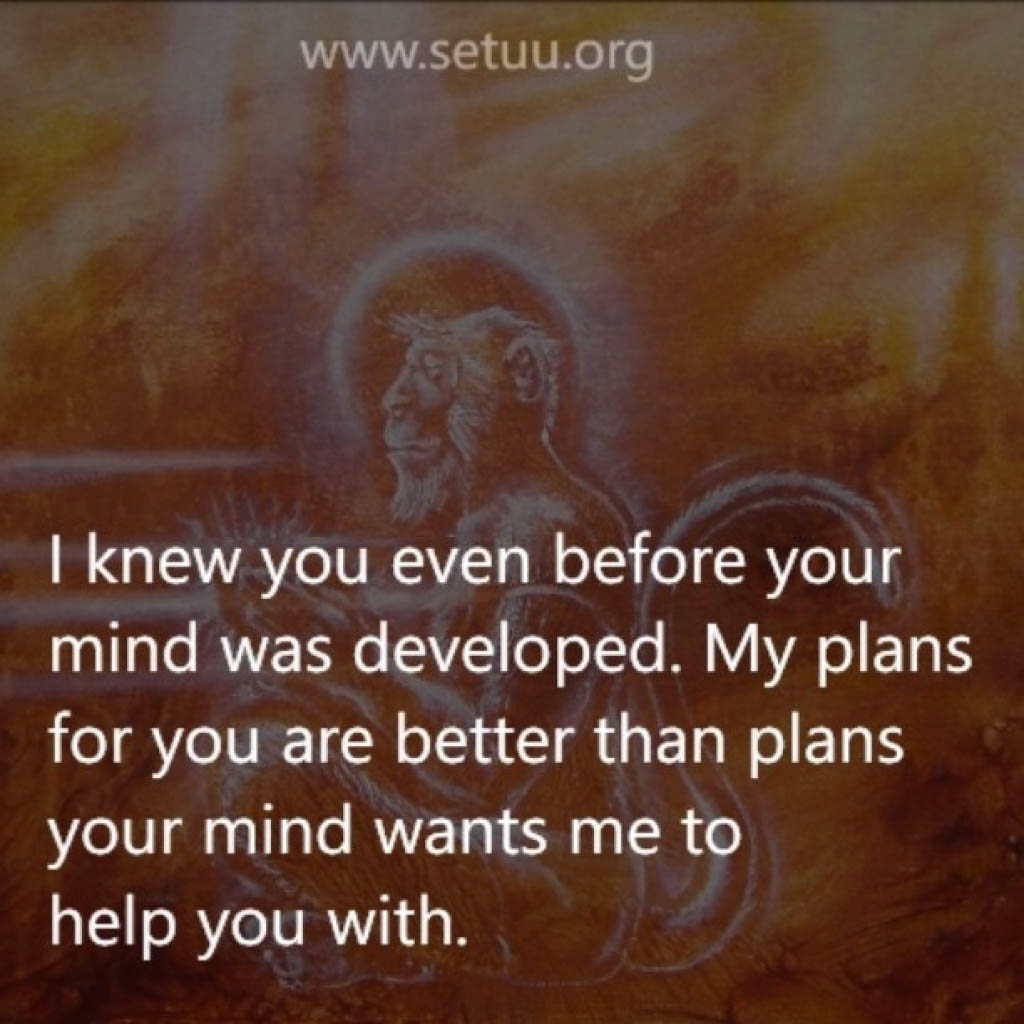 www.setuu.org
I knew you even before your
mind was developed. My plans
for you are better than plans
your mind wants me to
help you with.